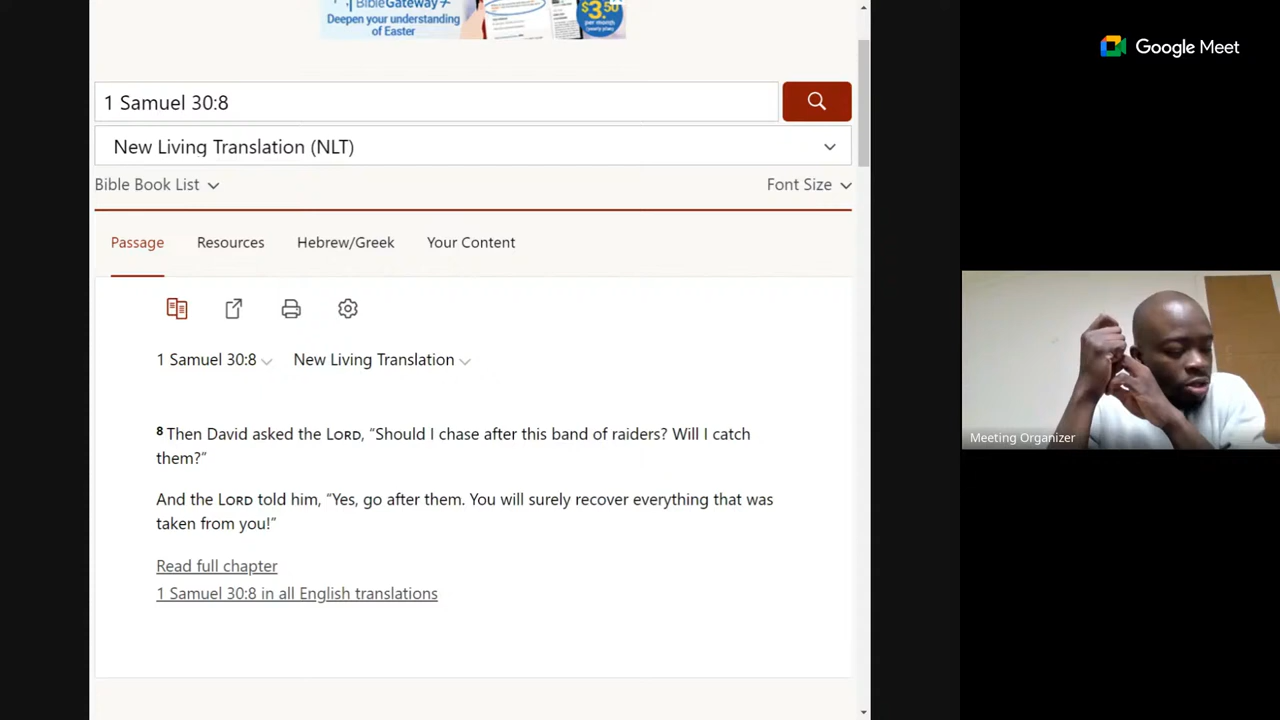 BibleGateway+
Deepen your understanding
of Easter
$3.50
per month
(yearly plan)
Google Meet
1 Samuel 30:8
New Living Translation (NLT)
Bible Book List
Font Size
Passage
Resources
Hebrew/Greek
Your Content
1 Samuel 30:8
New Living Translation
8 Then David asked the LORD, “Should I chase after this band of raiders? Will I catch
them?”
And the LORD told him, “Yes, go after them. You will surely recover everything that was
taken from you!”
Read full chapter
1 Samuel 30:8 in all English translations
Meeting Organizer